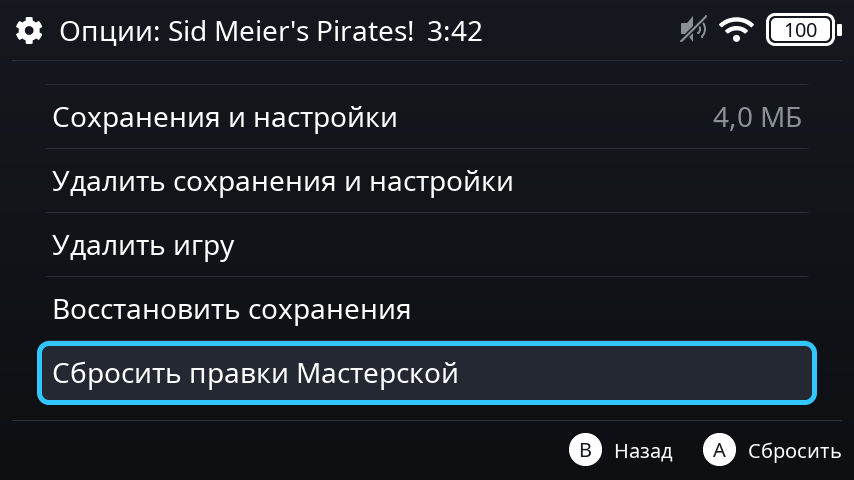 Опции: Sid Meier's Pirates! 3:42 100
Сохранения и настройки 4,0 МБ
Удалить сохранения и настройки
Удалить игру
Восстановить сохранения
Сбросить правки Мастерской
B Назад A Сбросить